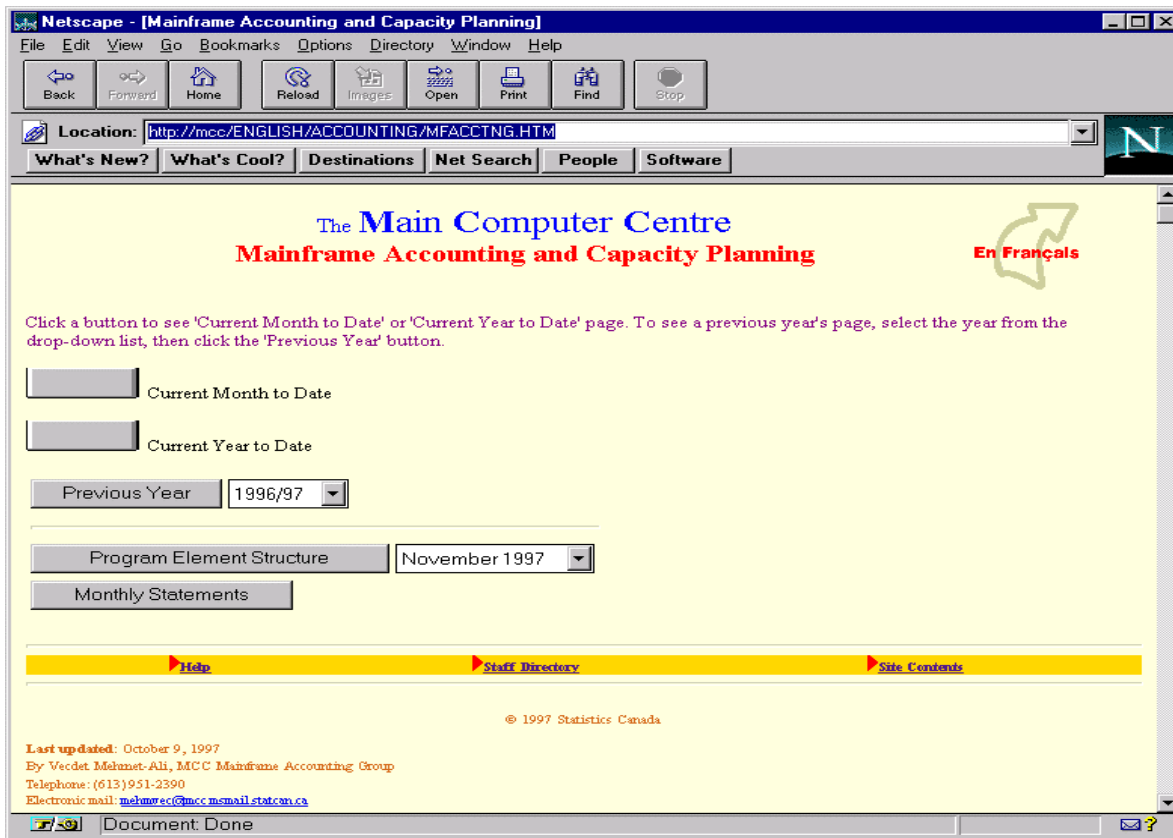 Netscape - [Mainframe Accounting and Capacity Planning]
File Edit View Go Bookmarks Options Directory Window Help
Back Forward Home Reload Images Open Print Find Stop
Location: http://mcc/ENGLISH/ACCOUNTING/MFACCTNG.HTM
N
What's New? What's Cool? Destinations Net Search People Software
The Main Computer Centre
Mainframe Accounting and Capacity Planning
En Français
Click a button to see 'Current Month to Date' or 'Current Year to Date' page. To see a previous year's page, select the year from the
drop-down list, then click the 'Previous Year' button.
Current Month to Date
Current Year to Date
Previous Year 1996/97
Program Element Structure November 1997
Monthly Statements
Help Staff Directory Site Contents
© 1997 Statistics Canada
Last updated: October 9, 1997
By Vecdet Mehmet-Ali, MCC Mainframe Accounting Group
Telephone: (613)951-2390
Electronic mail: mehmvec@mcc.msmail.statcan.ca
Document: Done